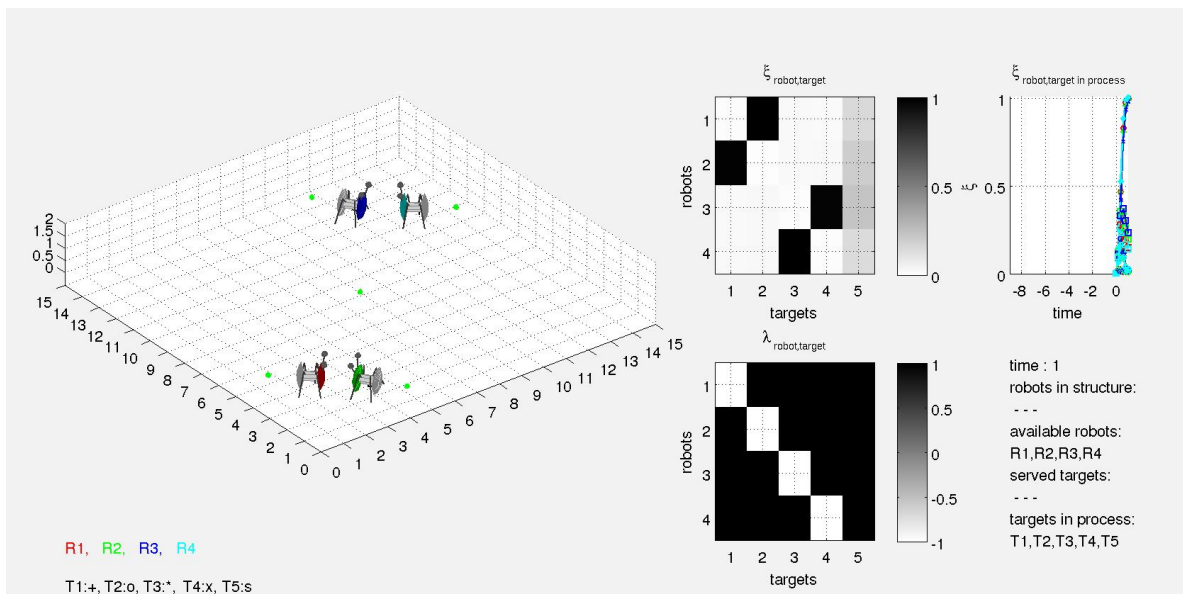 ξ robot,target
ξ robot,target in process
2
1.5
1
0.5
0
15
14
13
12
11
10
9
8
7
6
5
4
3
2
1
0
0
1
2
3
4
5
6
7
8
9
10
11
12
13
14
15
robots
1
2
3
4
1 2 3 4 5
targets
1
0.5
0
ξ
1
0.5
0
-8 -6 -4 -2 0
time
λ robot,target
robots
1
2
3
4
1 2 3 4 5
targets
1
0.5
0
-0.5
-1
time : 1
robots in structure:
- - -
available robots:
R1,R2,R3,R4
served targets:
- - -
targets in process:
T1,T2,T3,T4,T5
R1, R2, R3, R4
T1:+, T2:o, T3:*, T4:x, T5:s